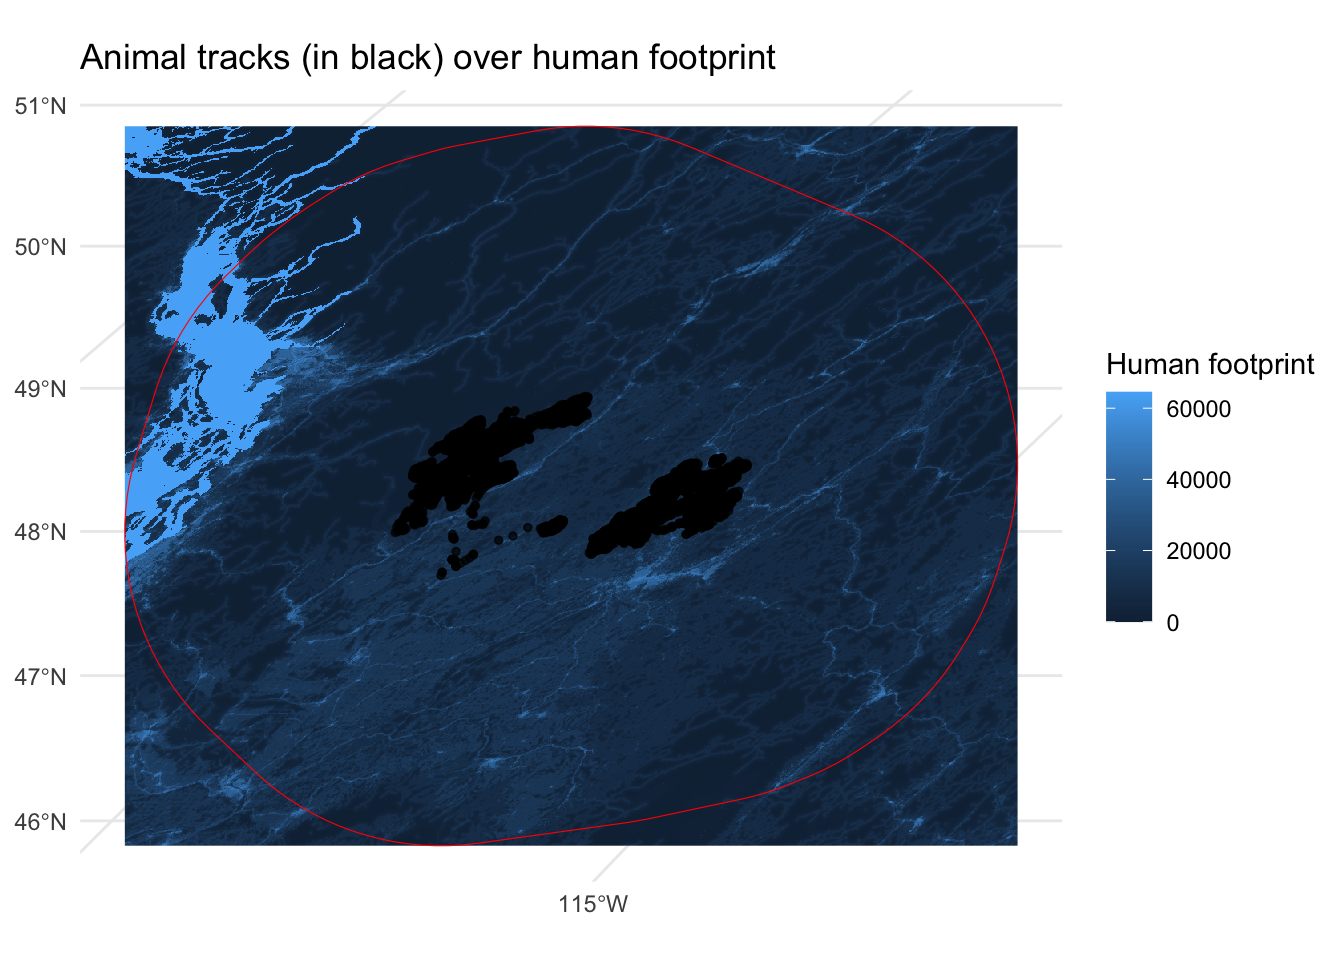 Animal tracks (in black) over human footprint
51°N
50°N
49°N
48°N
47°N
46°N
115°W
Human footprint
60000
40000
20000
0